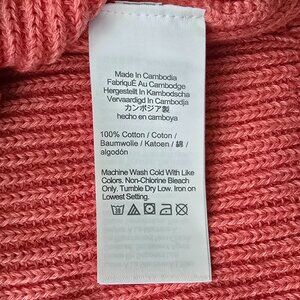 Made In Cambodia
FabriquÉ Au Cambodge
Hergestellt In Kambodscha
Vervaardigd In Cambodja
カンボジア製
hecho en camboya
100% Cotton / Coton /
Baumwolle / Katoen / 綿 /
algodón
Machine Wash Cold With Like
Colors. Non-Chlorine Bleach
Only. Tumble Dry Low. Iron on
Lowest Setting.